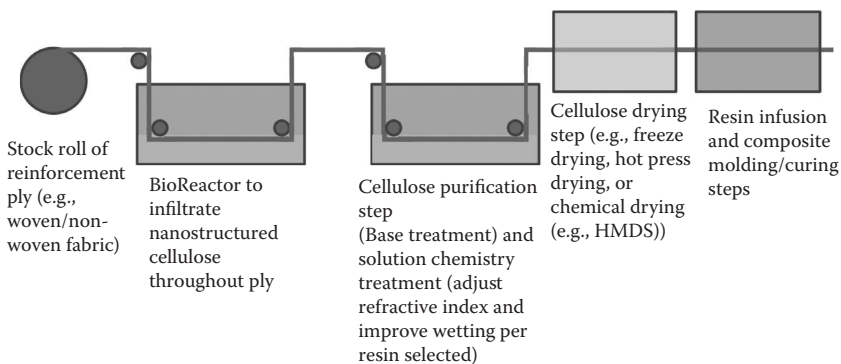 Stock roll of
reinforcement
ply (e.g.,
woven/non-
woven fabric)
BioReactor to
infiltrate
nanostructured
cellulose
throughout ply
Cellulose purification
step
(Base treatment) and
solution chemistry
treatment (adjust
refractive index and
improve wetting per
resin selected)
Cellulose drying
step (e.g., freeze
drying, hot press
drying, or
chemical drying
(e.g., HMDS))
Resin infusion
and composite
molding/curing
steps